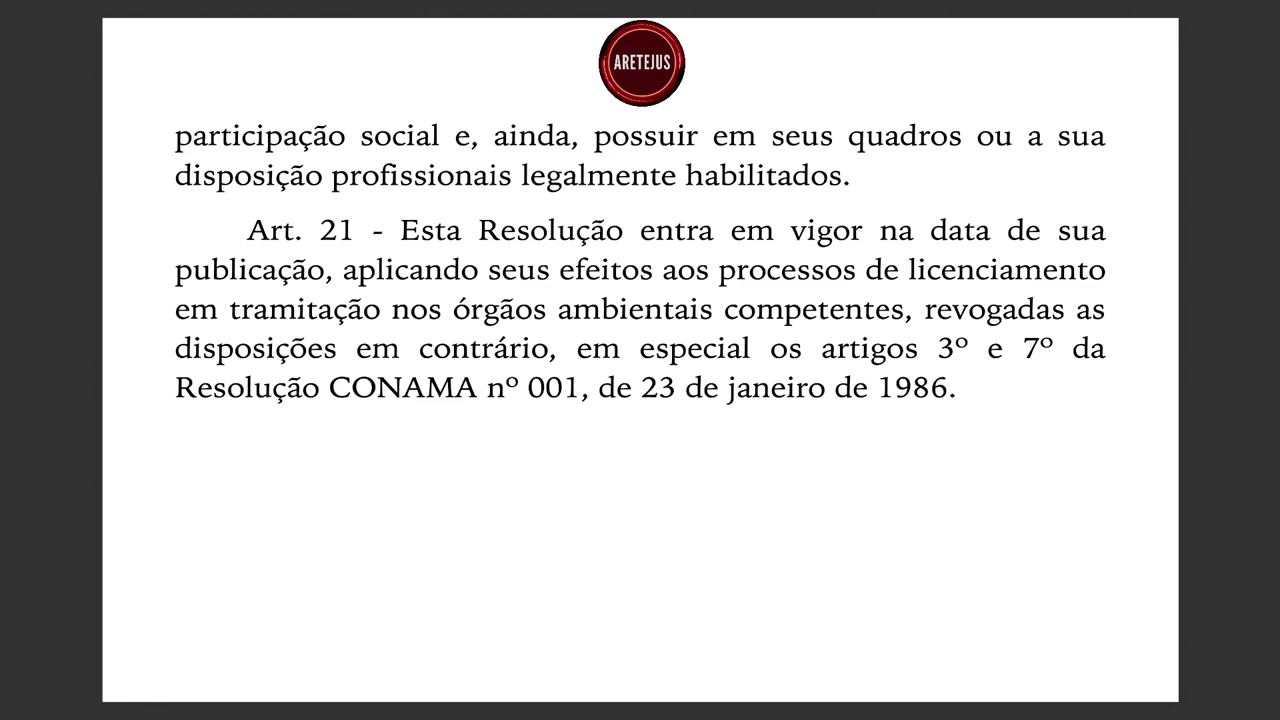 ARETEJUS
participação social e, ainda, possuir em seus quadros ou a sua
disposição profissionais legalmente habilitados.
Art. 21 - Esta Resolução entra em vigor na data de sua
publicação, aplicando seus efeitos aos processos de licenciamento
em tramitação nos órgãos ambientais competentes, revogadas as
disposições em contrário, em especial os artigos 3º e 7º da
Resolução CONAMA nº 001, de 23 de janeiro de 1986.